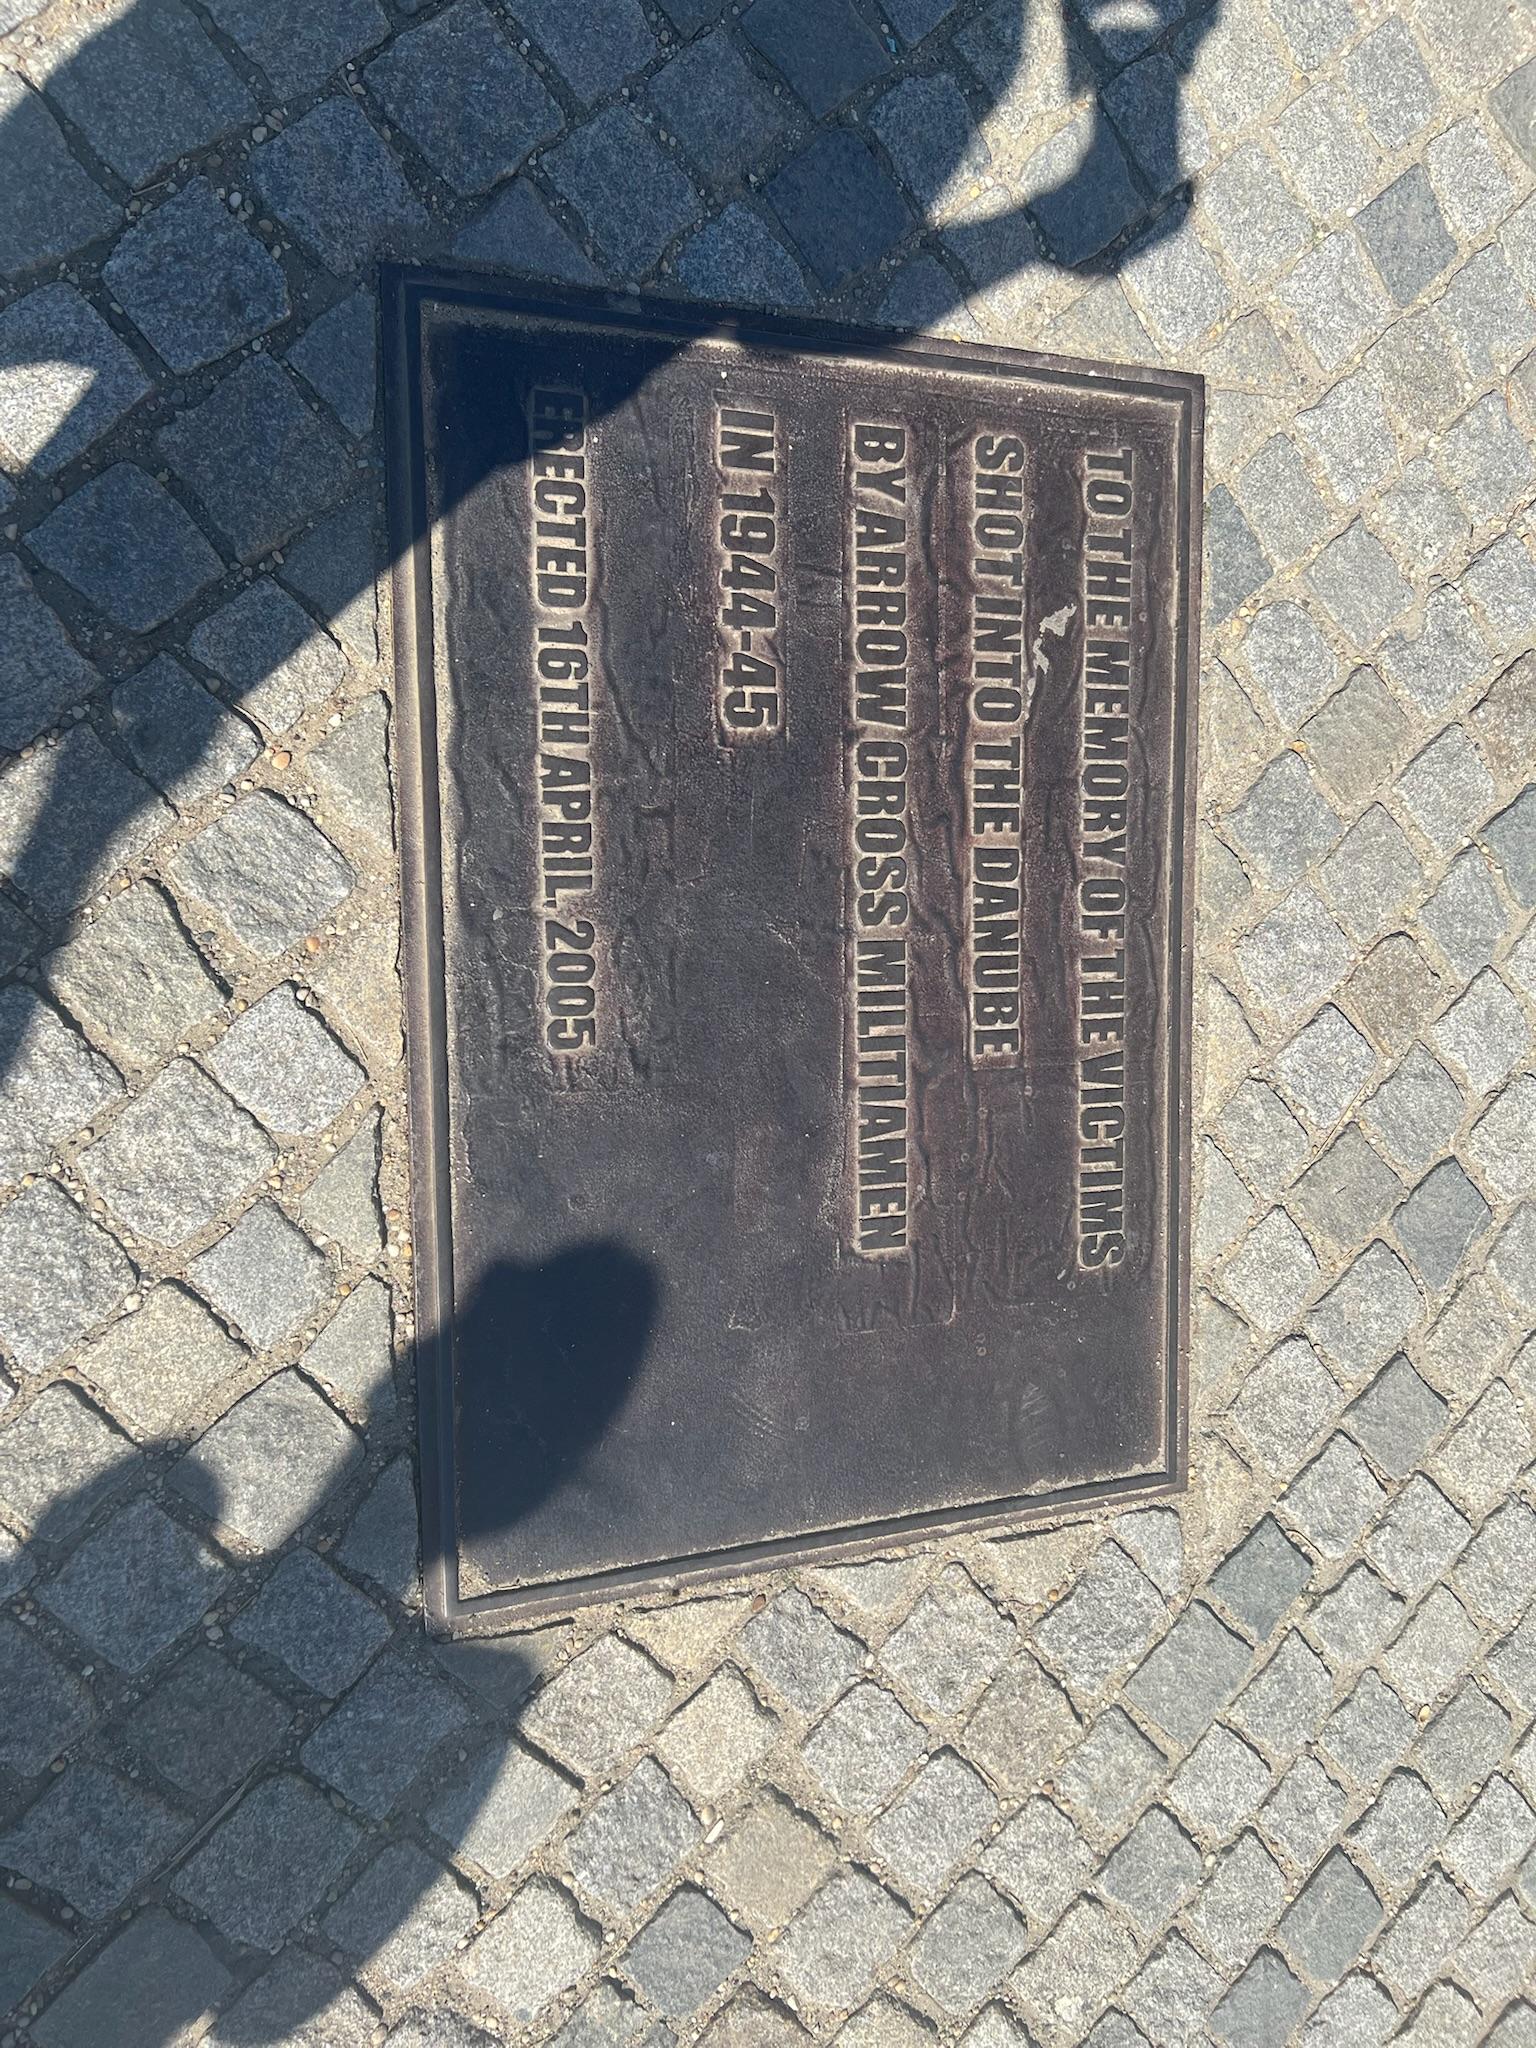 TO THE MEMORY OF THE VICTIMS
SHOT INTO THE DANUBE
BY ARROW CROSS MILITIAMEN
IN 1944-45
ERECTED 16TH APRIL, 2005